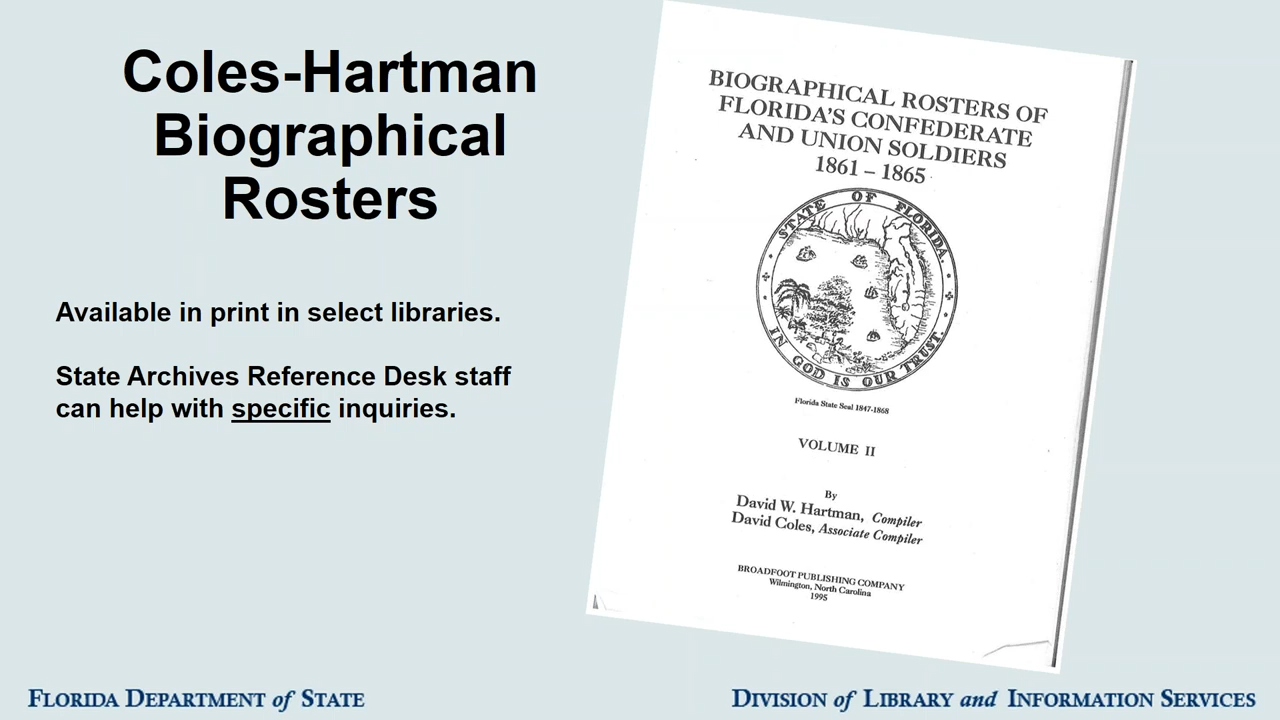 Coles-Hartman
Biographical
Rosters
Available in print in select libraries.
State Archives Reference Desk staff
can help with specific inquiries.
BIOGRAPHICAL ROSTERS OF
FLORIDA'S CONFEDERATE
AND UNION SOLDIERS
1861 – 1865
STATE OF FLORIDA.
IN GOD IS OUR TRUST.
Florida State Seal 1847-1868
VOLUME II
By
David W. Hartman, Compiler
David Coles, Associate Compiler
BROADFOOT PUBLISHING COMPANY
Wilmington, North Carolina
1995
FLORIDA DEPARTMENT of STATE
DIVISION of LIBRARY and INFORMATION SERVICES